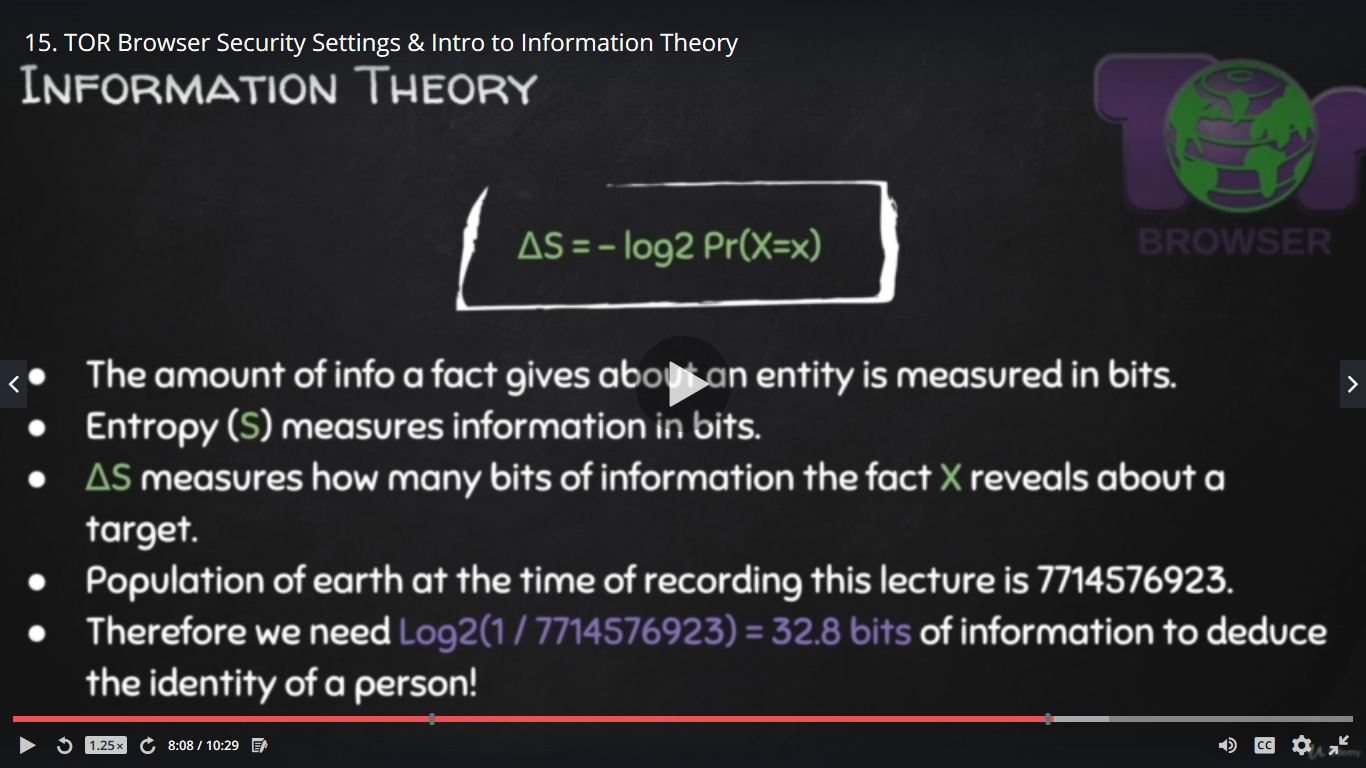 15. TOR Browser Security Settings & Intro to Information Theory
INFORMATION THEORY
Tor
BROWSER
ΔS = – log2 Pr(X=x)
● The amount of info a fact gives about an entity is measured in bits.
● Entropy (S) measures information in bits.
● ΔS measures how many bits of information the fact X reveals about a
target.
● Population of earth at the time of recording this lecture is 7714576923.
● Therefore we need Log2(1 / 7714576923) = 32.8 bits of information to deduce
the identity of a person!
1.25x 8:08 / 10:29 CC